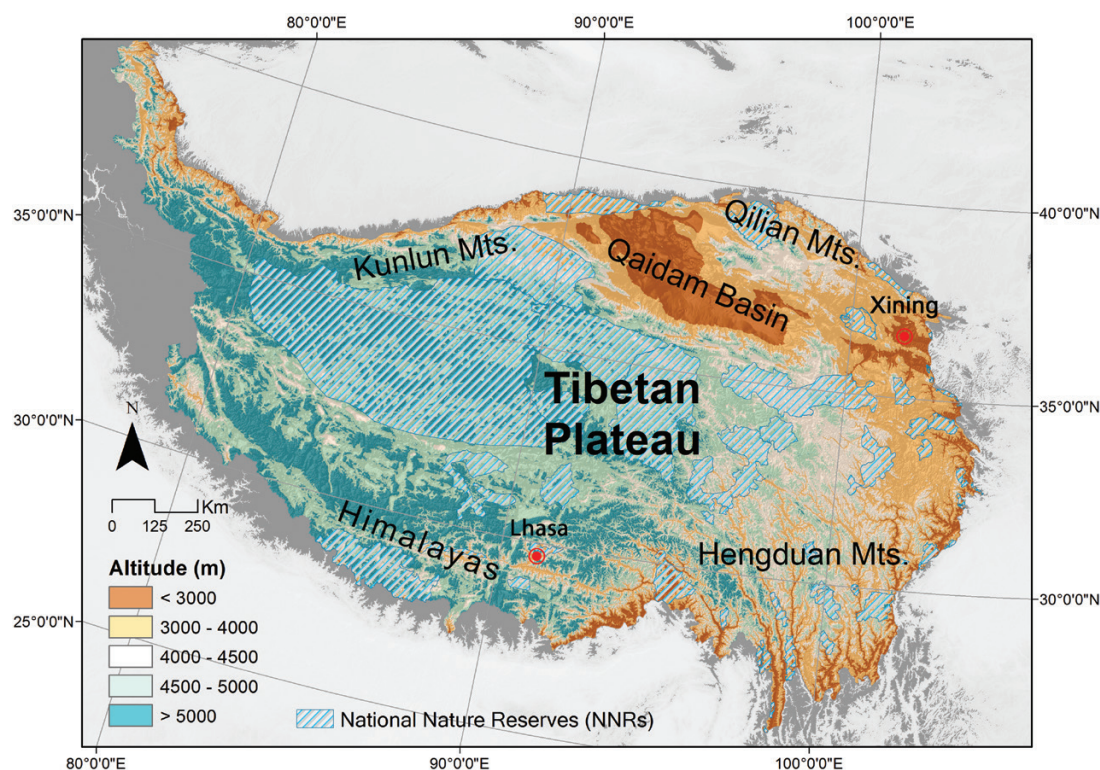 80°0'0"E
90°0'0"E
100°0'0"E
35°0'0"N
40°0'0"N
Qilian Mts.
Kunlun Mts.
Qaidam Basin
Xining
Tibetan
Plateau
30°0'0"N
35°0'0"N
N
Km
0 125 250
Himalayas
Lhasa
Hengduan Mts.
Altitude (m)
< 3000
3000 - 4000
4000 - 4500
4500 - 5000
> 5000
25°0'0"N
30°0'0"N
National Nature Reserves (NNRs)
80°0'0"E
90°0'0"E
100°0'0"E